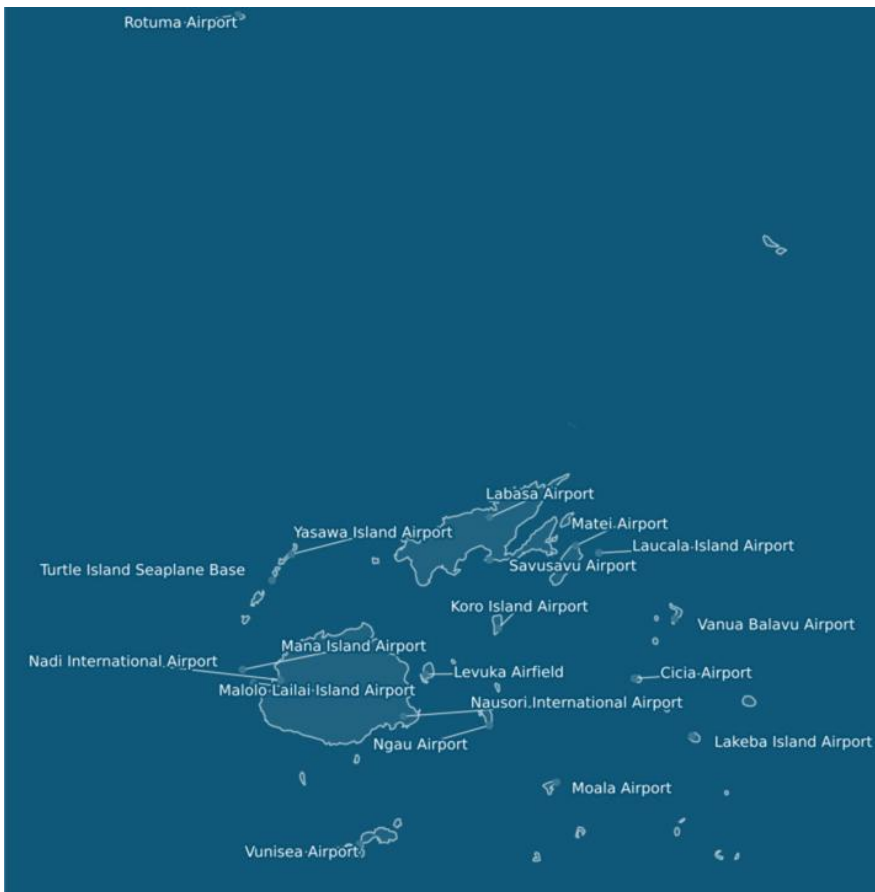 Rotuma Airport
Labasa Airport
Matei Airport
Yasawa Island Airport
Laucala Island Airport
Savusavu Airport
Turtle Island Seaplane Base
Koro Island Airport
Vanua Balavu Airport
Mana Island Airport
Nadi International Airport
Levuka Airfield
Cicia Airport
Malolo Lailai Island Airport
Nausori International Airport
Ngau Airport
Lakeba Island Airport
Moala Airport
Vunisea Airport